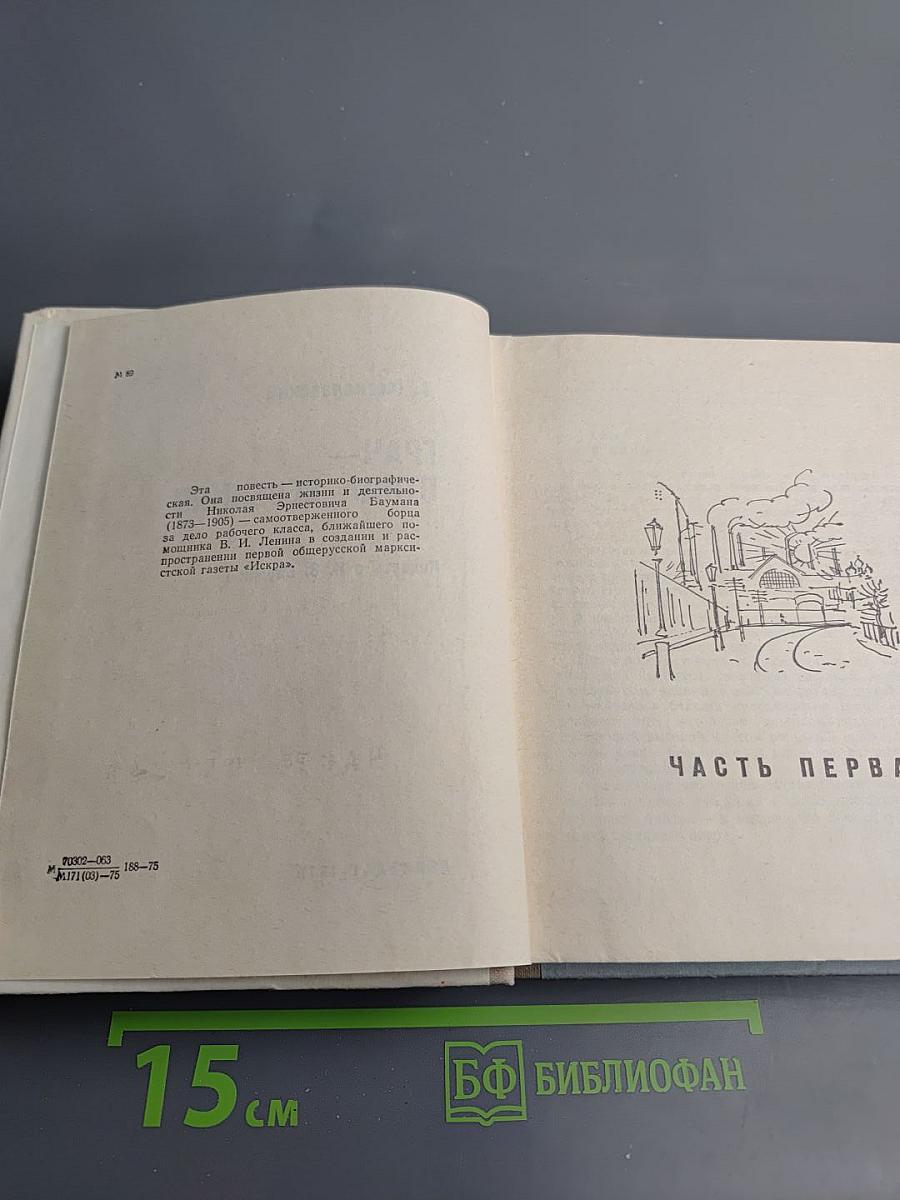 М 89
Эта повесть — историко-биографиче-
ская. Она посвящена жизни и деятельно-
сти Николая Эрнестовича Баумана
(1873—1905) — самоотверженного борца
за дело рабочего класса, ближайшего по-
мощника В. И. Ленина в создании и рас-
пространении первой общерусской маркси-
стской газеты «Искра».
М 70302—063
М171(03)—75 188—75
ЧАСТЬ ПЕРВА
15 см
БФ БИБЛИОФАН